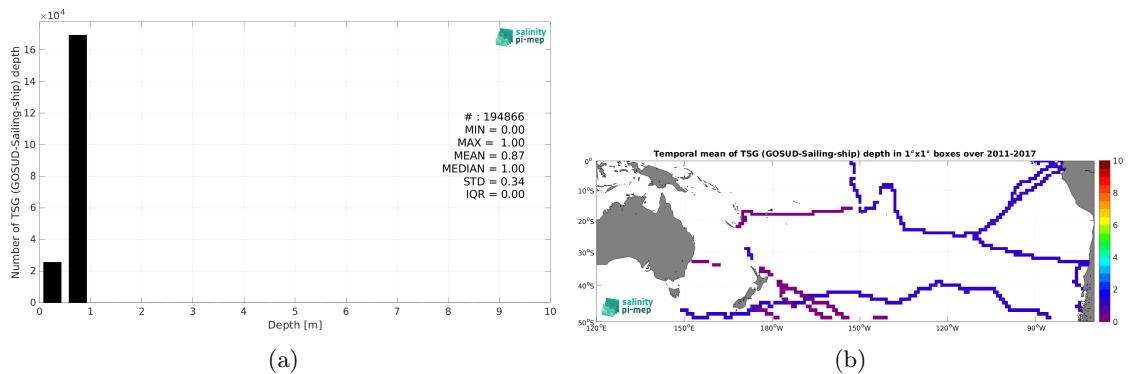 ×10⁴
16
14
12
10
8
6
4
2
0
Number of TSG (GOSUD-Sailing-ship) depth
0 1 2 3 4 5 6 7 8 9 10
Depth [m]
salinity
pi-mep
# : 194866
MIN = 0.00
MAX = 1.00
MEAN = 0.87
MEDIAN = 1.00
STD = 0.34
IQR = 0.00
(a)
Temporal mean of TSG (GOSUD-Sailing-ship) depth in 1°x1° boxes over 2011-2017
0°
10°S
20°S
30°S
40°S
50°S
120°E 150°E 180°W 150°W 120°W 90°W
salinity
pi-mep
10
8
6
4
2
0
(b)